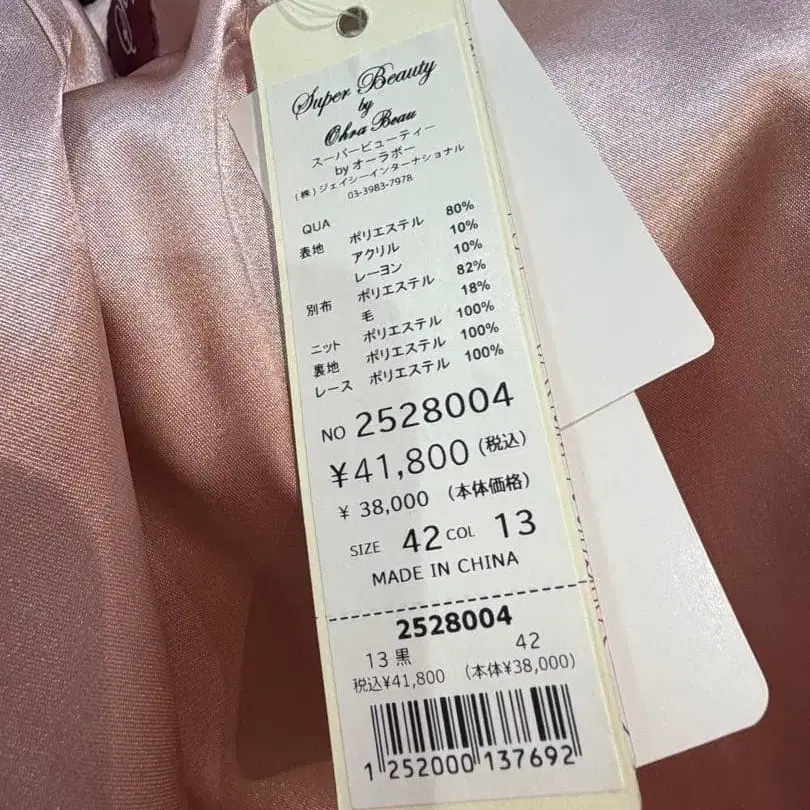 Super Beauty
by
Ohra Beau
スーパービューティー
byオーラボー
(株)ジェイシーインターナショナル
03-3983-7978
QUA
表地 ポリエステル 80%
アクリル 10%
レーヨン 10%
別布 ポリエステル 82%
毛 18%
ニット ポリエステル 100%
裏地 ポリエステル 100%
レース ポリエステル 100%
NO 2528004
¥41,800(税込)
¥ 38,000 (本体価格)
SIZE 42 COL 13
MADE IN CHINA
2528004
13 黒 42
税込¥41,800 (本体¥38,000)
1 252000 137692